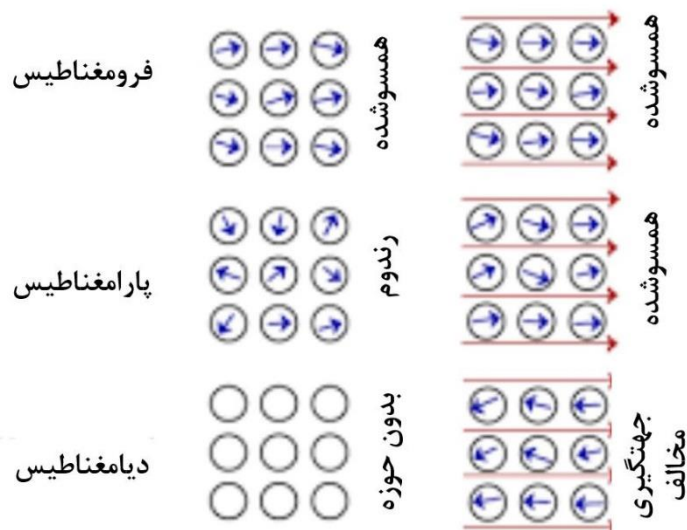 فرومغناطیس
همسوشده
همسوشده
پارامغناطیس
رندوم
همسوشده
دیامغناطیس
بدون حوزه
جهتگیری
مخالف